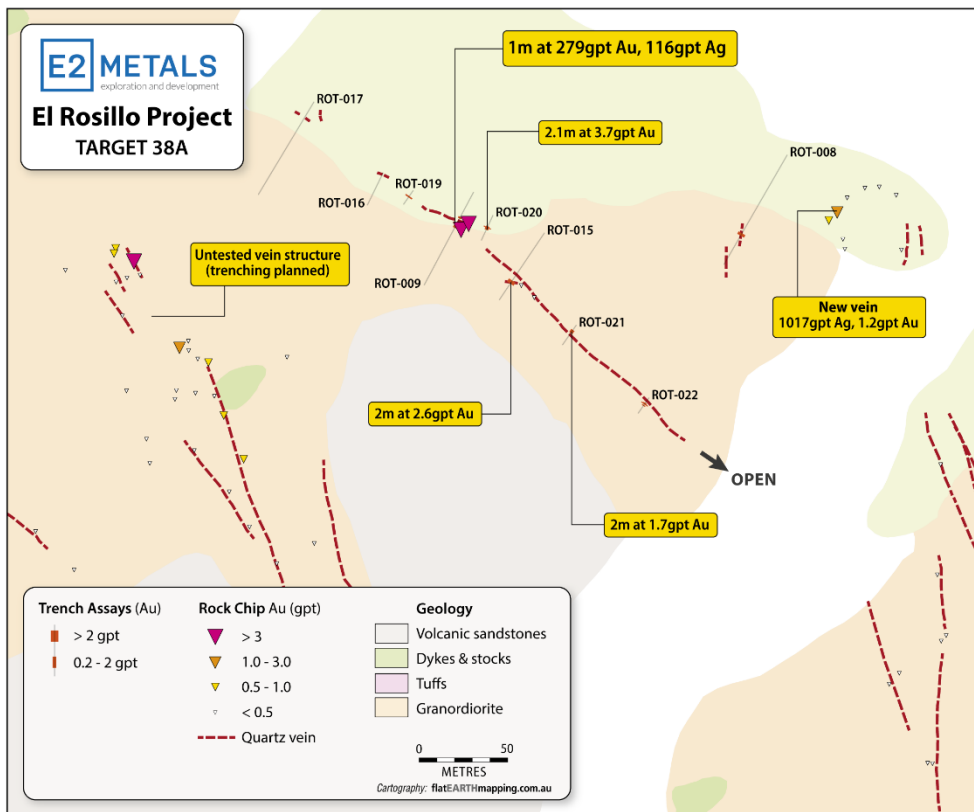 E2 METALS
exploration and development
El Rosillo Project
TARGET 38A
1m at 279gpt Au, 116gpt Ag
ROT-017
2.1m at 3.7gpt Au
ROT-008
ROT-019
ROT-016
ROT-020
ROT-015
Untested vein structure
(trenching planned)
ROT-009
New vein
1017gpt Ag, 1.2gpt Au
ROT-021
2m at 2.6gpt Au
ROT-022
OPEN
2m at 1.7gpt Au
Trench Assays (Au)
> 2 gpt
0.2 - 2 gpt
Rock Chip Au (gpt)
> 3
1.0 - 3.0
0.5 - 1.0
< 0.5
Quartz vein
Geology
Volcanic sandstones
Dykes & stocks
Tuffs
Granordiorite
0 50
METRES
Cartography: flatEARTHmapping.com.au